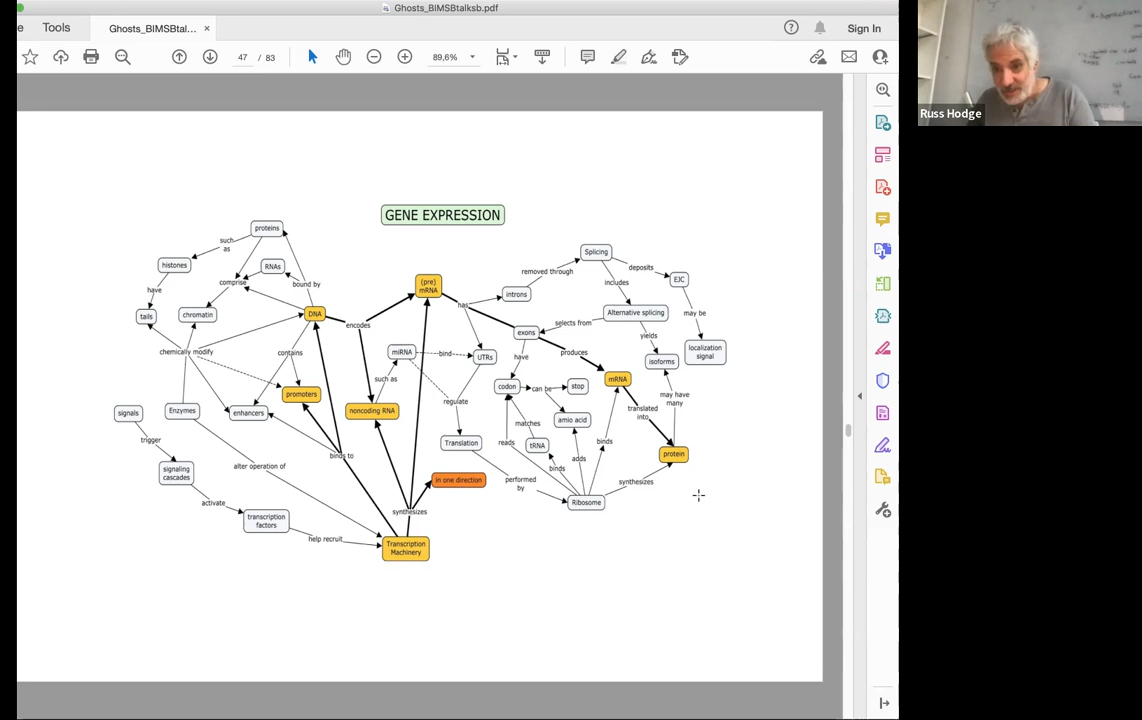 Ghosts_BIMSBtalksb.pdf
e
Tools
Ghosts_BIMSBtal...
×
Sign In
47 / 83
89,6%
Russ Hodge
GENE EXPRESSION
proteins
such
as
histones
RNAs
have
comprise
bound by
tails
chromatin
DNA
encodes
(pre)
mRNA
has
introns
removed through
Splicing
deposits
EJC
includes
may be
Alternative splicing
selects from
exons
yields
localization
signal
chemically modify
contains
miRNA
bind
UTRs
have
produces
isoforms
such as
codon
can be
stop
mRNA
may have
many
promoters
regulate
translated
into
signals
Enzymes
enhancers
noncoding RNA
matches
amio acid
trigger
Translation
reads
tRNA
adds
binds
protein
binds to
signaling
cascades
alter operation of
in one direction
performed
by
binds
synthesizes
Ribosome
activate
synthesizes
transcription
factors
help recruit
Transcription
Machinery